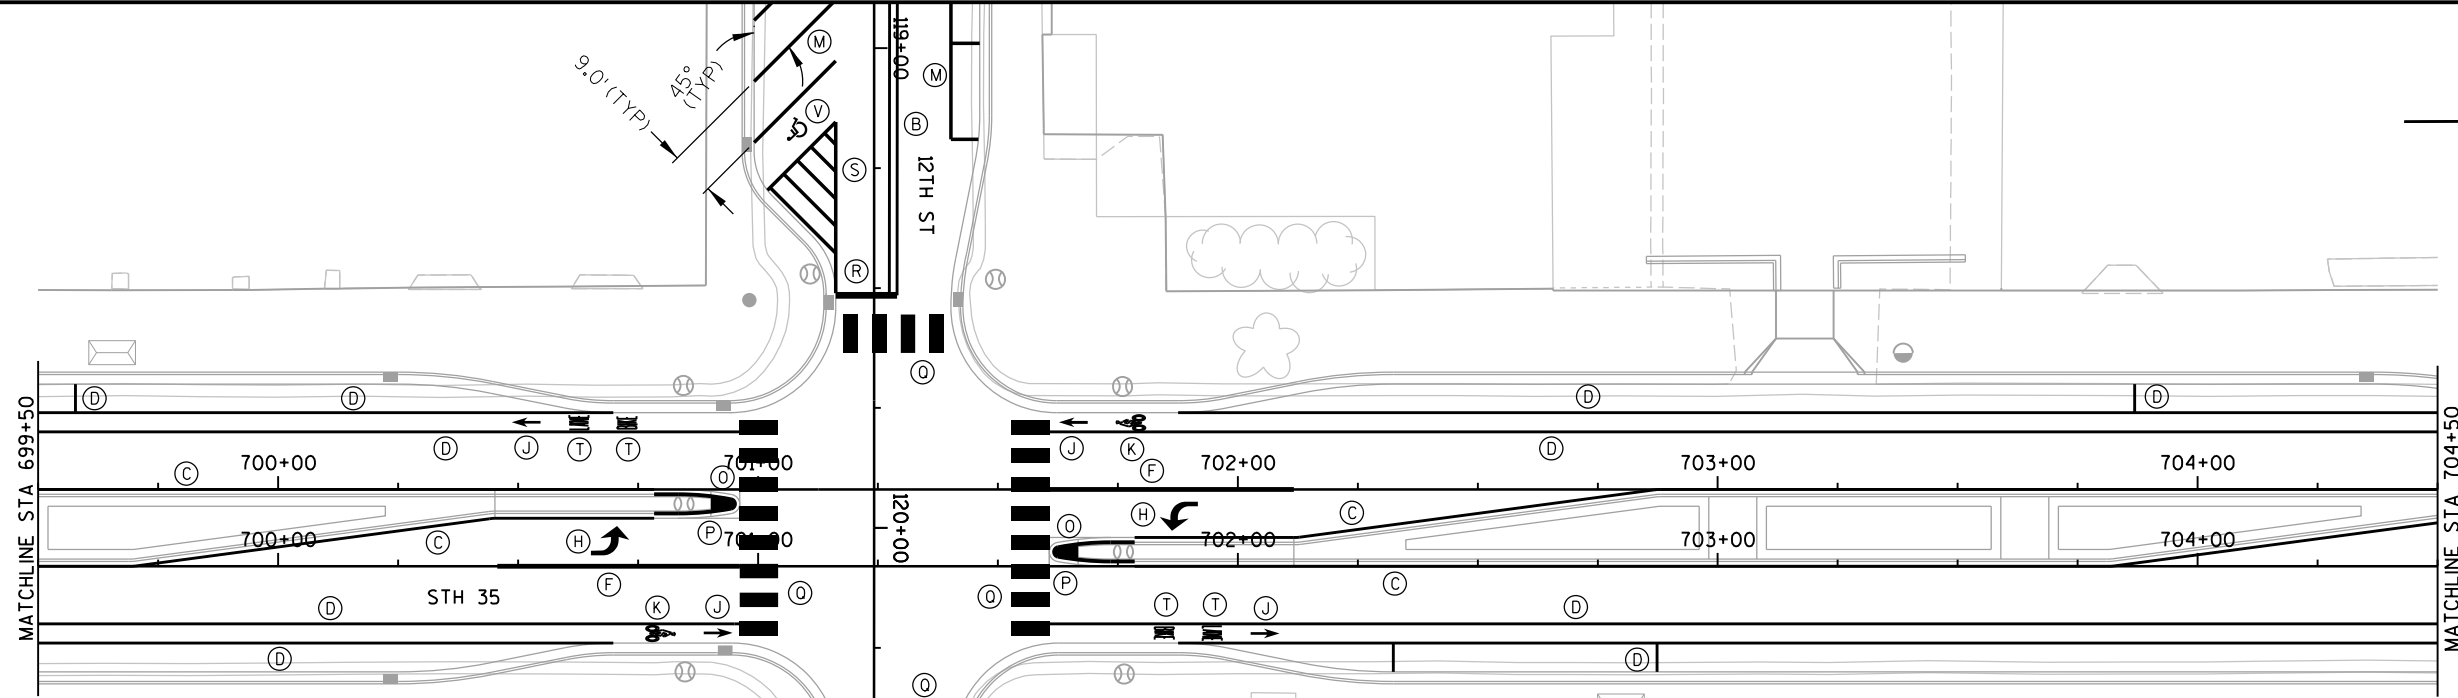 119+00
M
M
45°
(TYP)
9.0' (TYP)
V
B
S
12TH ST
R
Q
D
D
D
D
D
J
T
T
J
K
D
C
700+00
701+00
O
F
702+00
703+00
704+00
MATCHLINE STA 699+50
MATCHLINE STA 704+50
H
C
120+00
O
H
C
700+00
C
H
P
701+00
702+00
703+00
704+00
F
Q
Q
P
C
STH 35
D
K
J
T
T
J
D
D
D
Q